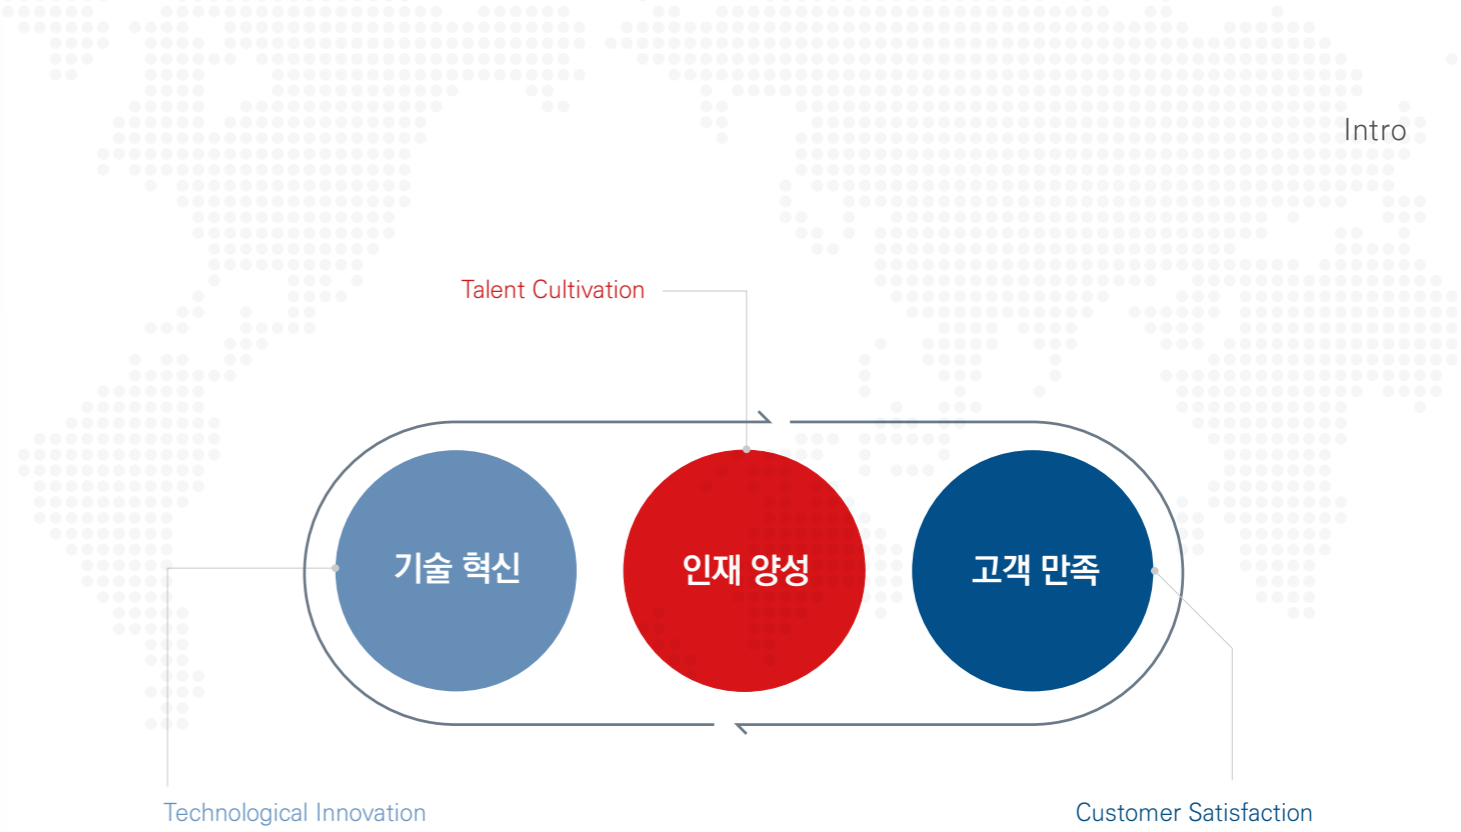 Intro
Talent Cultivation
기술 혁신
인재 양성
고객 만족
Technological Innovation
Customer Satisfaction